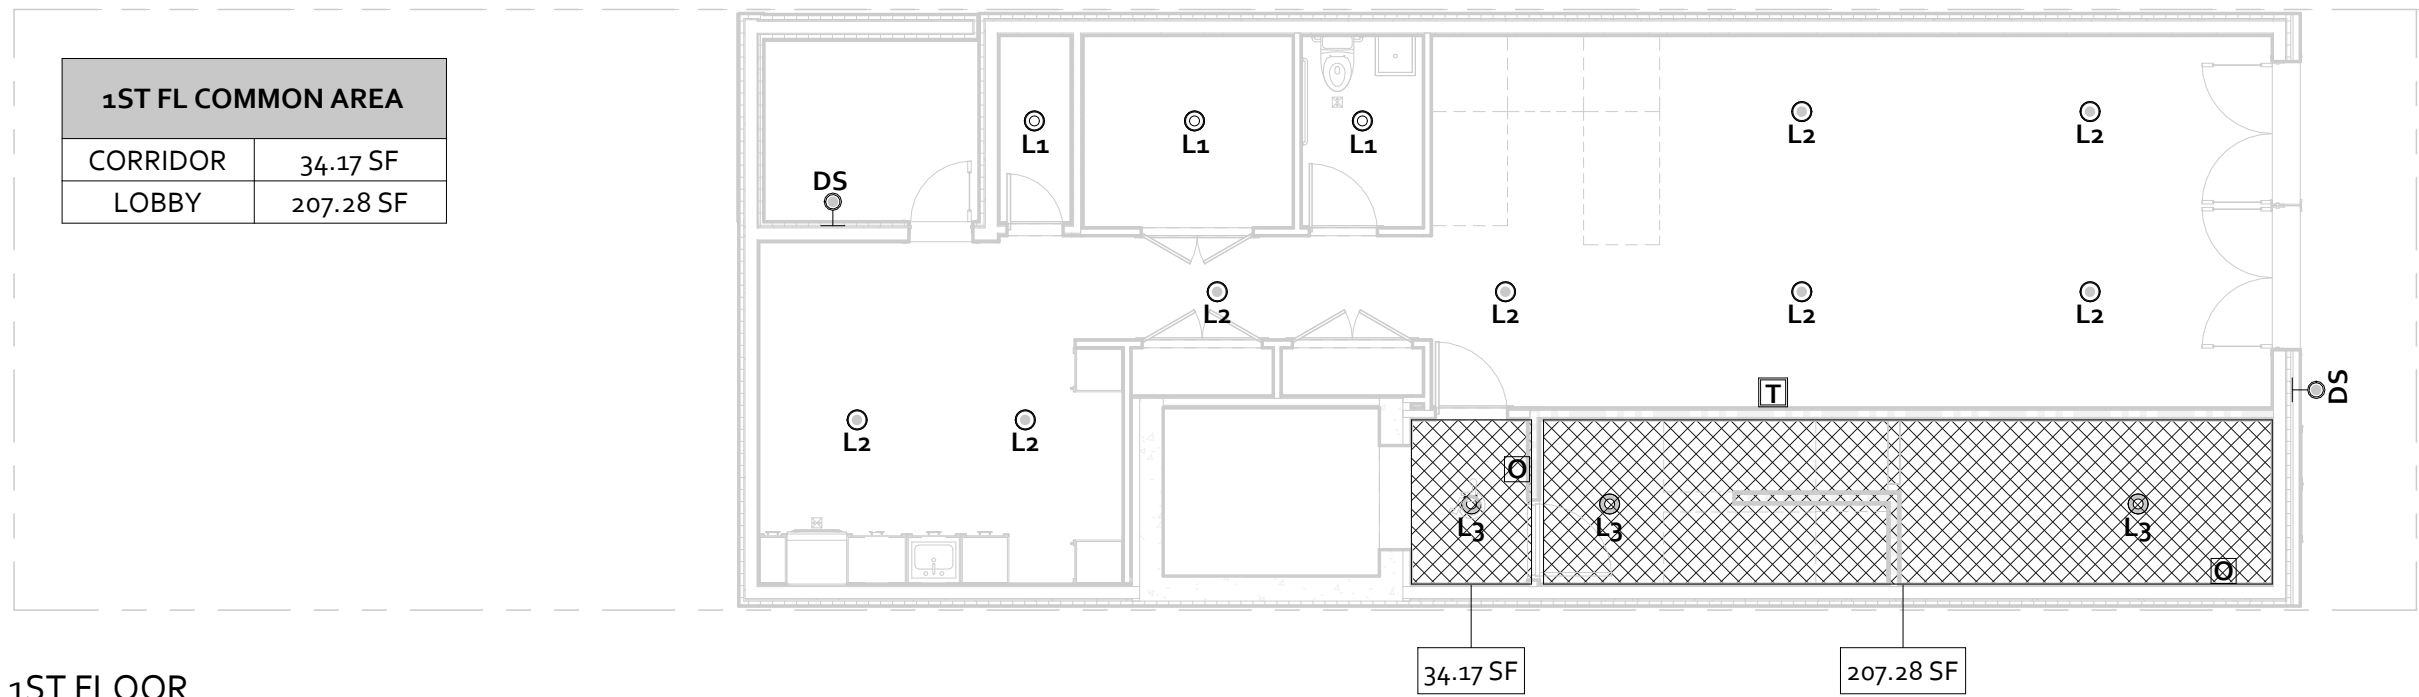 1ST FL COMMON AREA
CORRIDOR 34.17 SF
LOBBY 207.28 SF
DS
L1
L1
L1
L2
L2
L2
L2
L2
L2
DS
T
L2
L2
O
L3
L3
L3
O
34.17 SF
207.28 SF
1ST FLOOR